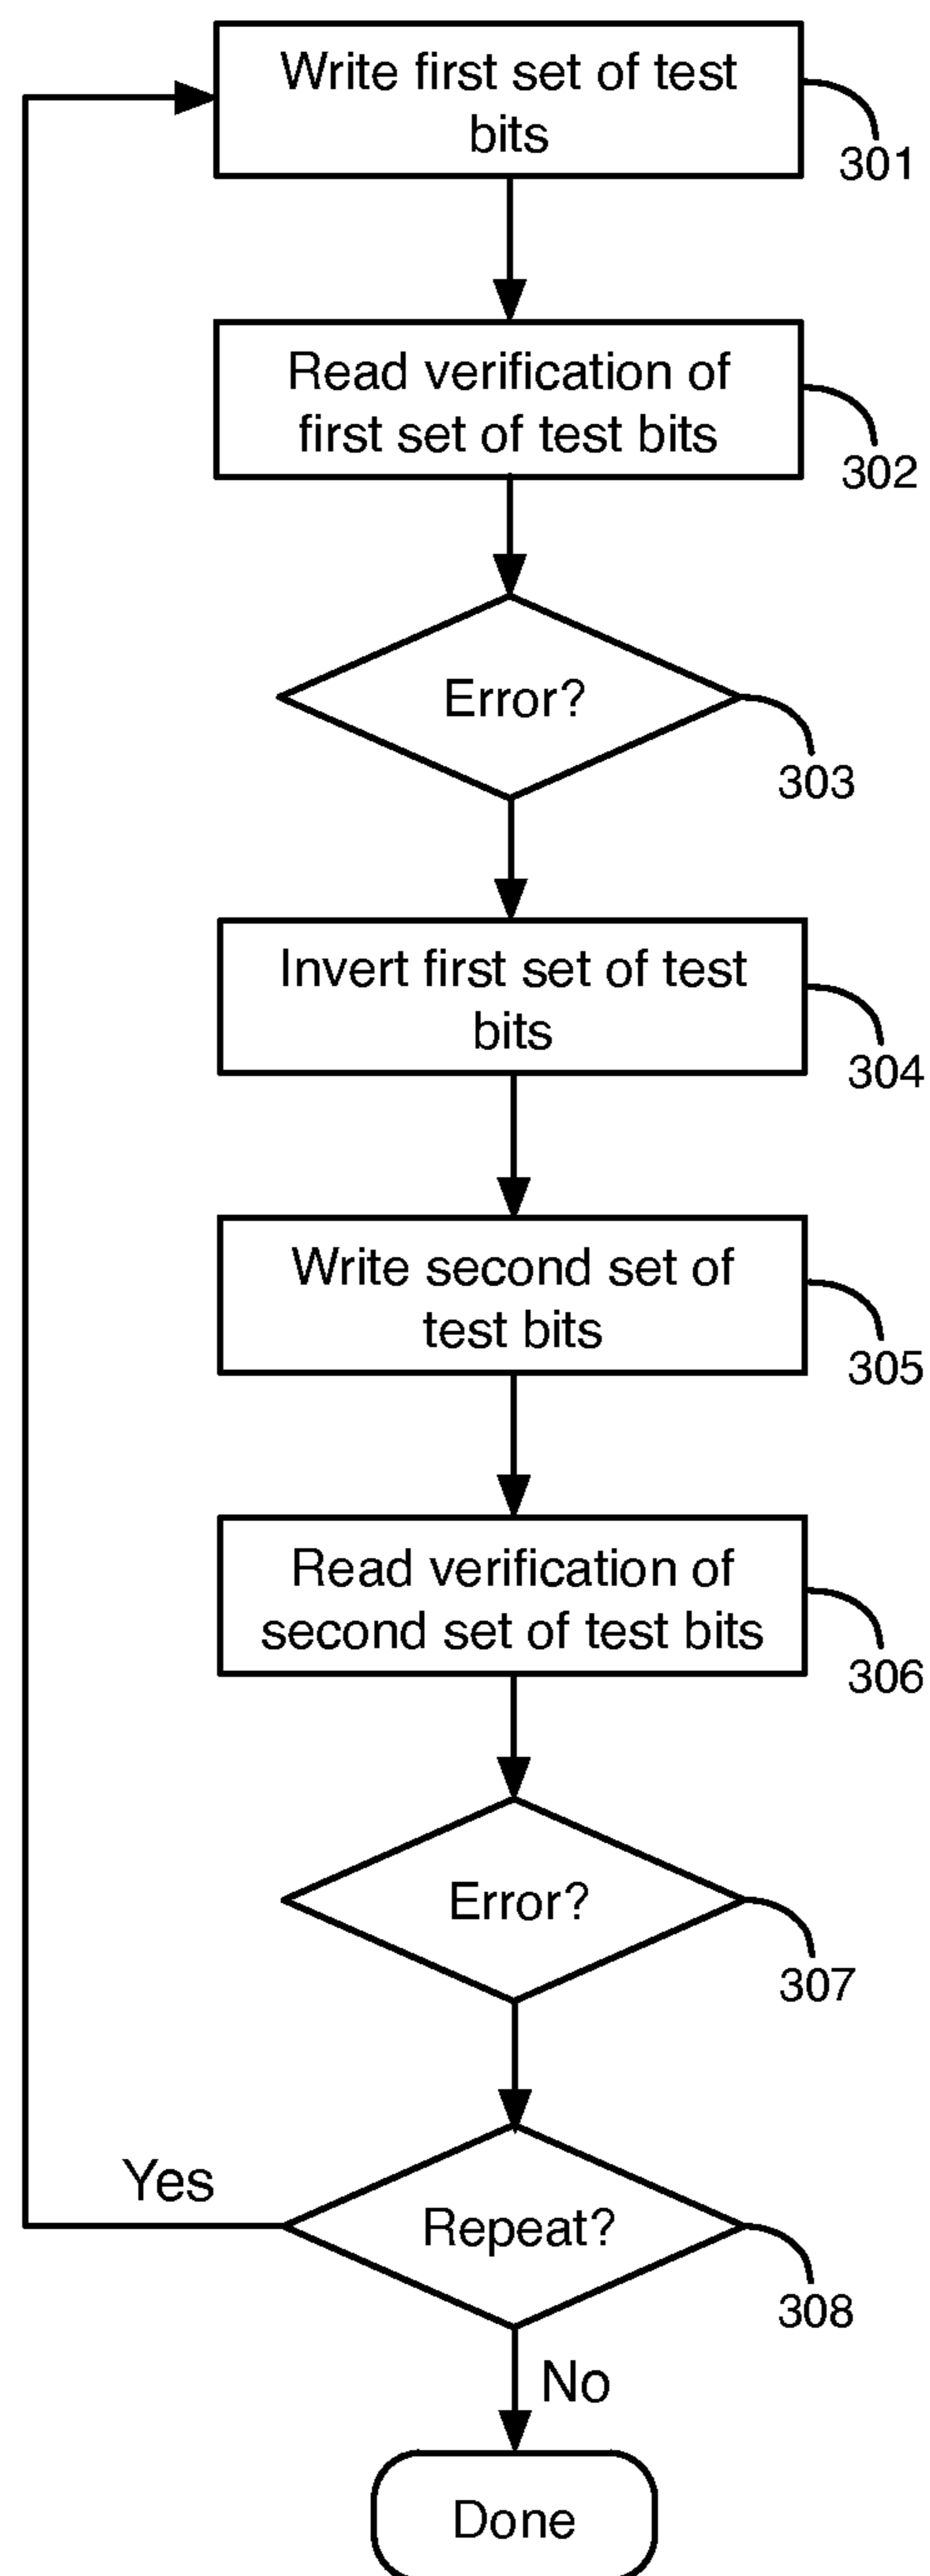 Write first set of test
bits
301
Read verification of
first set of test bits
302
Error?
303
Invert first set of test
bits
304
Write second set of
test bits
305
Read verification of
second set of test bits
306
Error?
307
Yes
Repeat?
308
No
Done